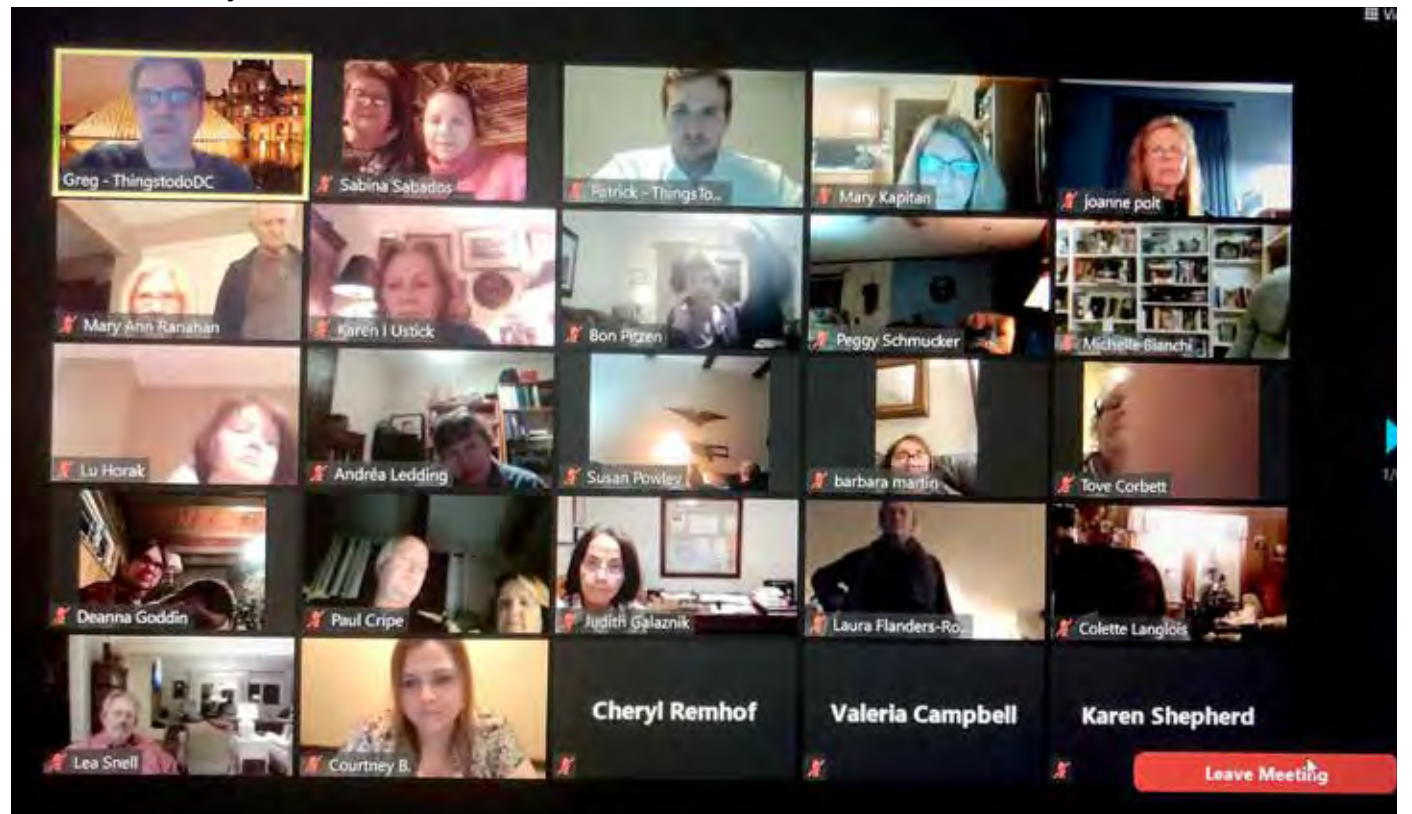 Vi
Greg - ThingstodoDC
Sabina Sabados
Patrick - ThingsTo...
Mary Kapitan
joanne polt
Mary Ann Ranahan
Karen I Ustick
Bon Pitzen
Peggy Schmucker
Michelle Bianchi
Lu Horak
Andréa Ledding
Susan Powley
barbara martin
Tove Corbett
1/
Deanna Goddin
Paul Cripe
Judith Galaznik
Laura Flanders-Ro...
Colette Langlois
Lea Snell
Courtney B.
Cheryl Remhof
Valeria Campbell
Karen Shepherd
Leave Meeting